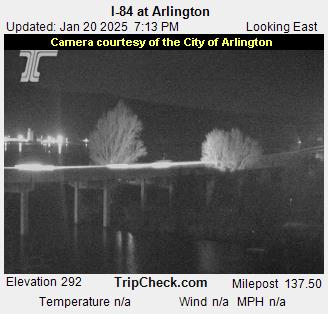 I-84 at Arlington
Updated: Jan 20 2025 7:13 PM Looking East
Camera courtesy of the City of Arlington
Elevation 292 TripCheck.com Milepost 137.50
Temperature n/a Wind n/a MPH n/a